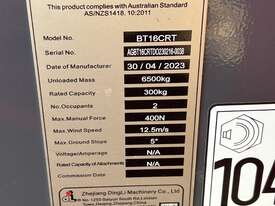 This product complies with Australian Standard
AS/NZS1418. 10:2011
Model No. BT16CRT
Serial NO. AGBT16CRTDD230216-0038
Date of Manufacturer 30 / 04 / 2023
Unloaded Mass 6500kg
Rated Capacity 300kg
No.Occupants 2
Max.Manual Force 400N
Max.Wind Speed 12.5m/s
Max.Ground Slope 5°
Voltage/Amperage N/A
Rated Capacity of Attachments N/A
Commission Date
Zhejiang DingLi Machinery Co., Ltd
104